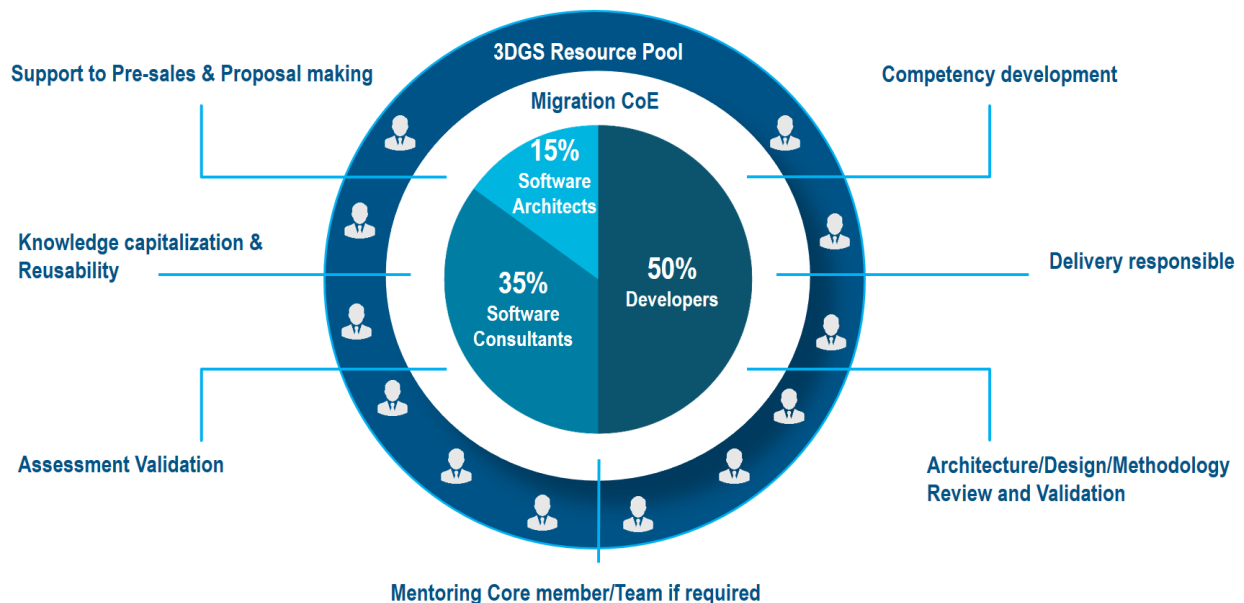 3DGS Resource Pool
Support to Pre-sales & Proposal making
Competency development
Migration CoE
15%
Software
Architects
Knowledge capitalization &
Reusability
35%
Software
Consultants
50%
Developers
Delivery responsible
Assessment Validation
Architecture/Design/Methodology
Review and Validation
Mentoring Core member/Team if required